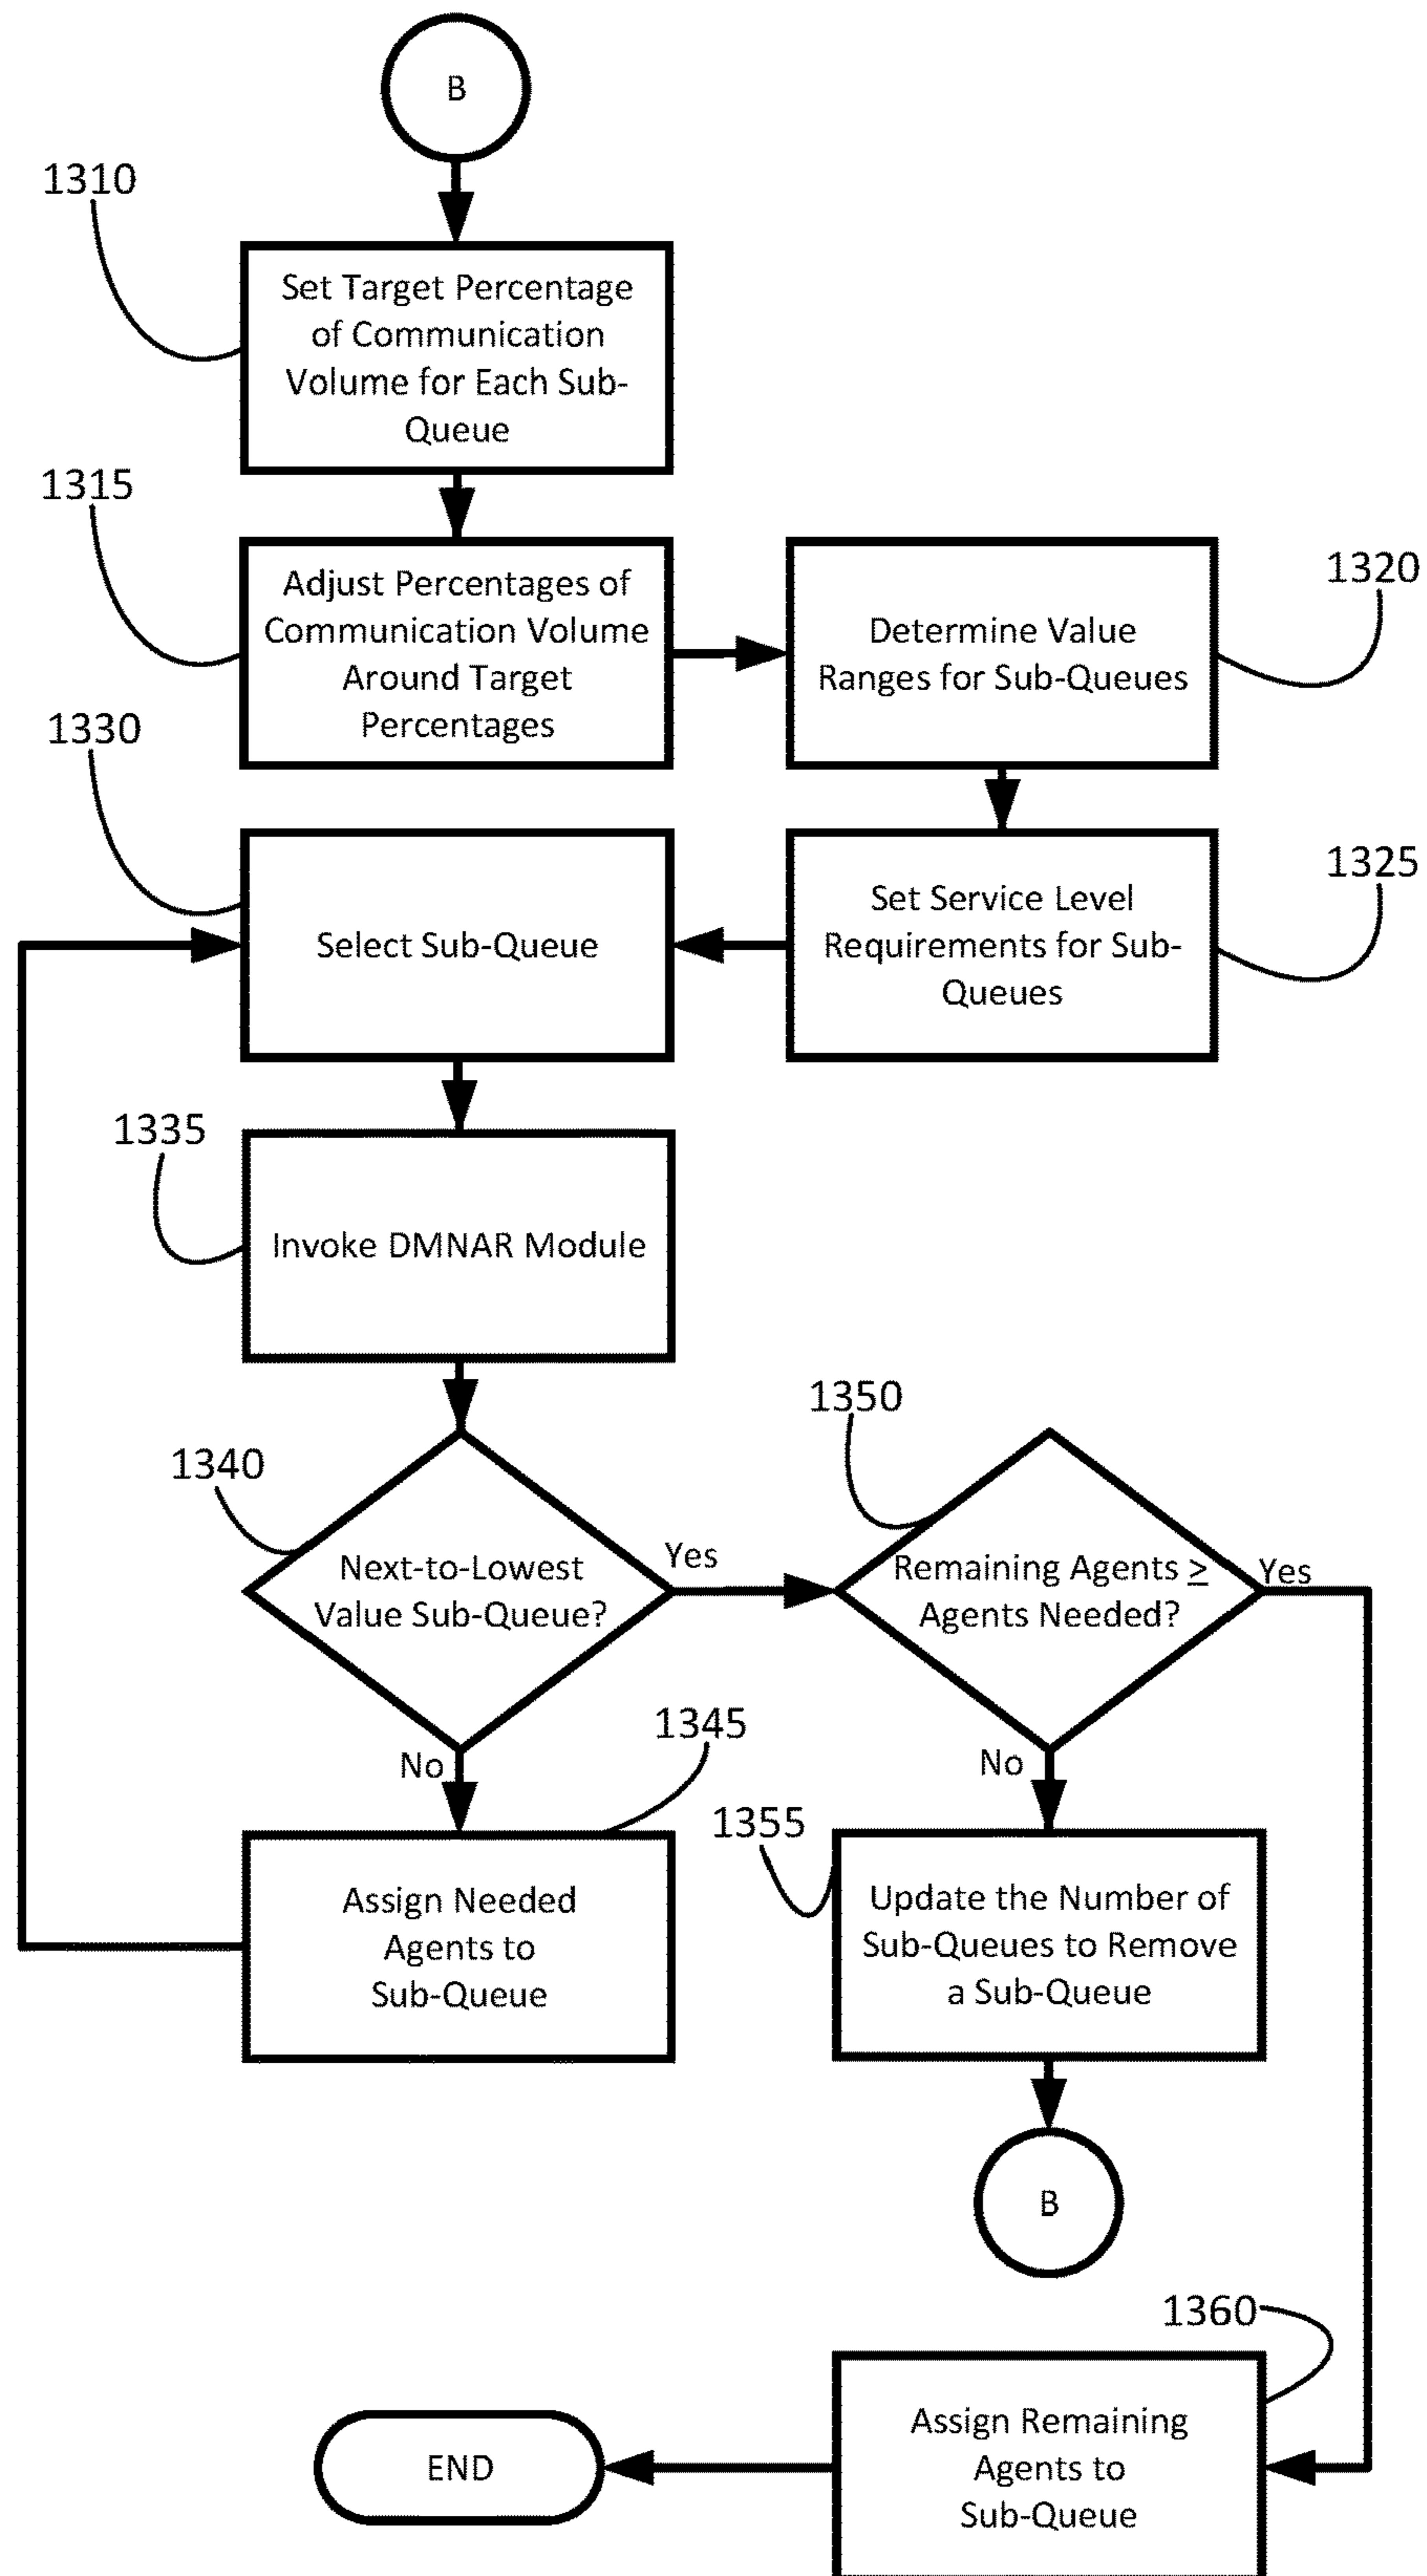 B
1310
Set Target Percentage
of Communication
Volume for Each Sub-
Queue
1315
Adjust Percentages of
Communication Volume
Around Target
Percentages
1320
Determine Value
Ranges for Sub-Queues
1330
Select Sub-Queue
1325
Set Service Level
Requirements for Sub-
Queues
1335
Invoke DMNAR Module
1340
Next-to-Lowest
Value Sub-Queue?
Yes
No
1350
Remaining Agents ≥
Agents Needed?
Yes
No
1345
Assign Needed
Agents to
Sub-Queue
1355
Update the Number of
Sub-Queues to Remove
a Sub-Queue
B
1360
Assign Remaining
Agents to
Sub-Queue
END